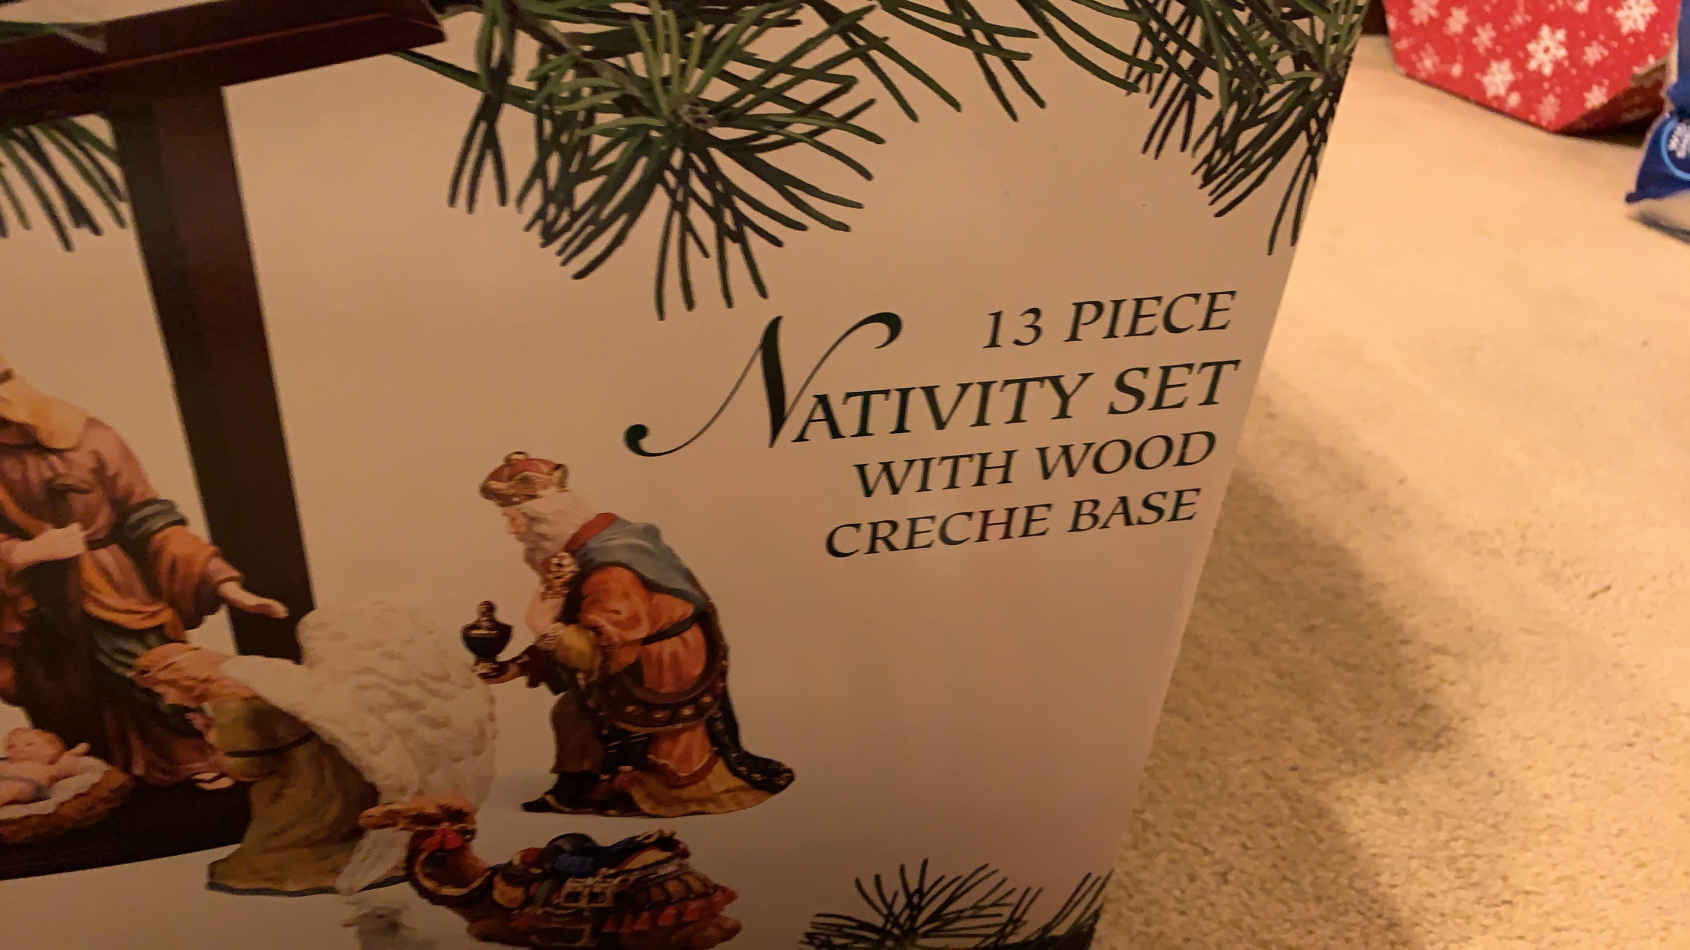 13 PIECE
NATIVITY SET
WITH WOOD
CRECHE BASE